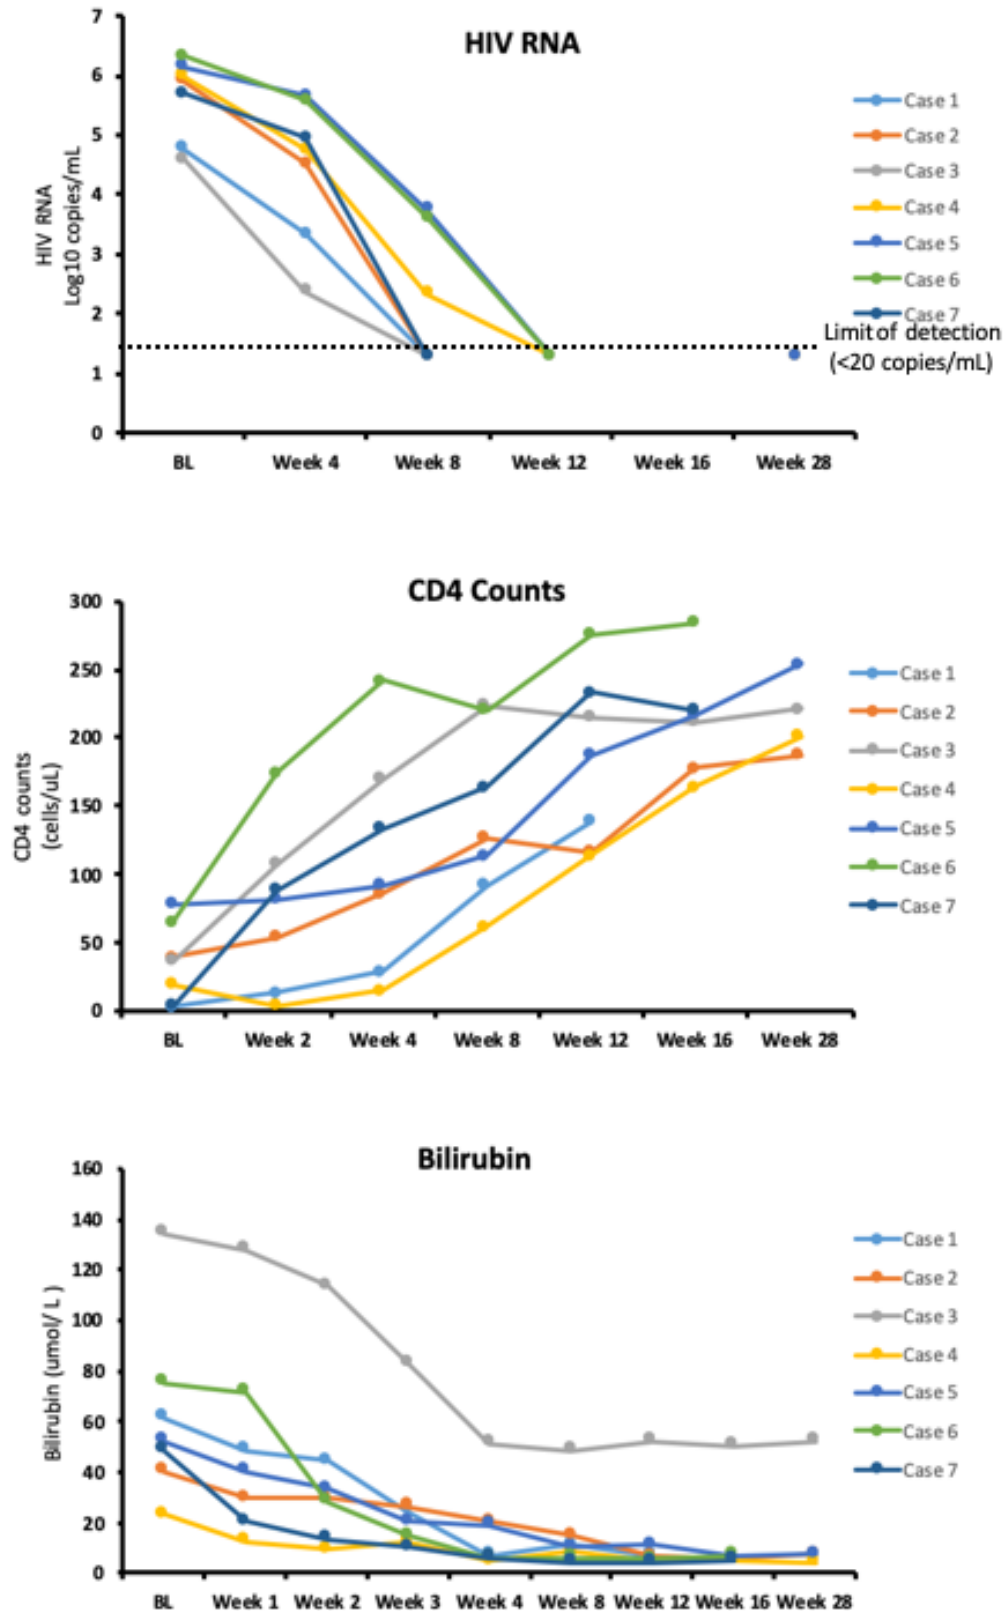 HIV RNA
7
6
5
4
3
2
1
0
HIV RNA
Log10 copies/mL
BL Week 4 Week 8 Week 12 Week 16 Week 28
Case 1
Case 2
Case 3
Case 4
Case 5
Case 6
Case 7
Limit of detection
(<20 copies/mL)
CD4 Counts
300
250
200
150
100
50
0
CD4 counts
(cells/uL)
BL Week 2 Week 4 Week 8 Week 12 Week 16 Week 28
Case 1
Case 2
Case 3
Case 4
Case 5
Case 6
Case 7
Bilirubin
160
140
120
100
80
60
40
20
0
Bilirubin (umol/ L )
BL Week 1 Week 2 Week 3 Week 4 Week 8 Week 12 Week 16 Week 28
Case 1
Case 2
Case 3
Case 4
Case 5
Case 6
Case 7